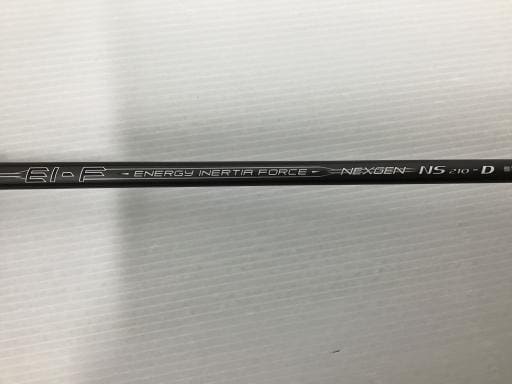 EI-F ENERGY INERTIA FORCE NEXGEN NS 210-D